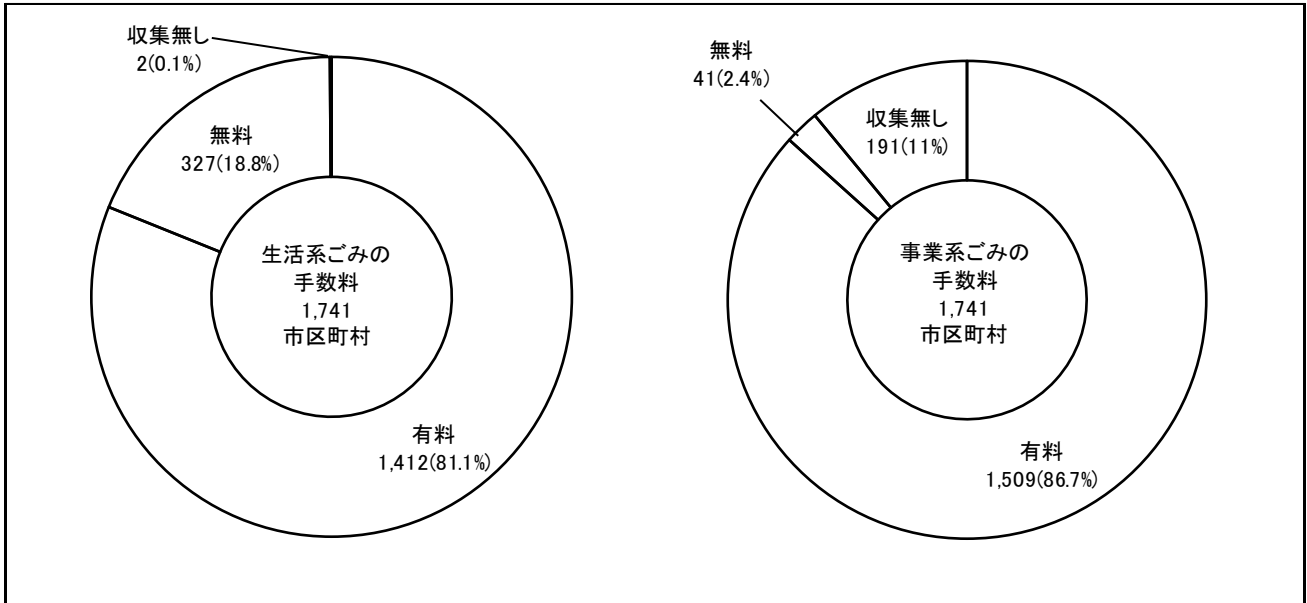 収集無し
2(0.1%)
無料
327(18.8%)
生活系ごみの
手数料
1,741
市区町村
有料
1,412(81.1%)
無料
41(2.4%)
収集無し
191(11%)
事業系ごみの
手数料
1,741
市区町村
有料
1,509(86.7%)